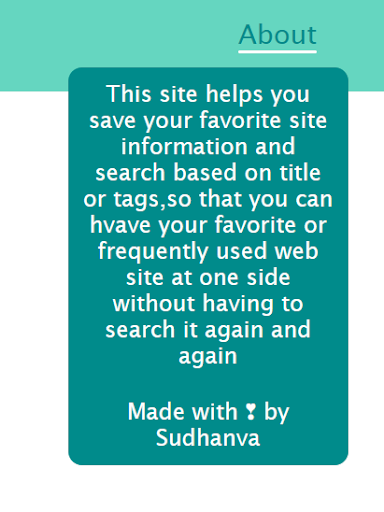 About
This site helps you
save your favorite site
information and
search based on title
or tags,so that you can
hvave your favorite or
frequently used web
site at one side
without having to
search it again and
again
Made with ❣ by
Sudhanva